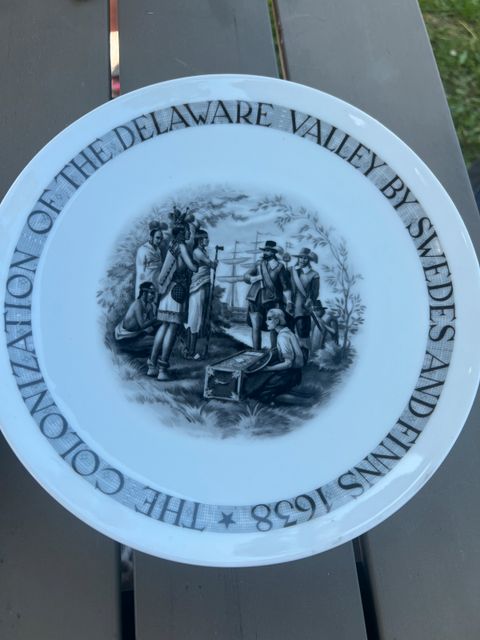 THE COLONIZATION OF THE DELAWARE VALLEY BY SWEDES AND FINNS 1638 ★